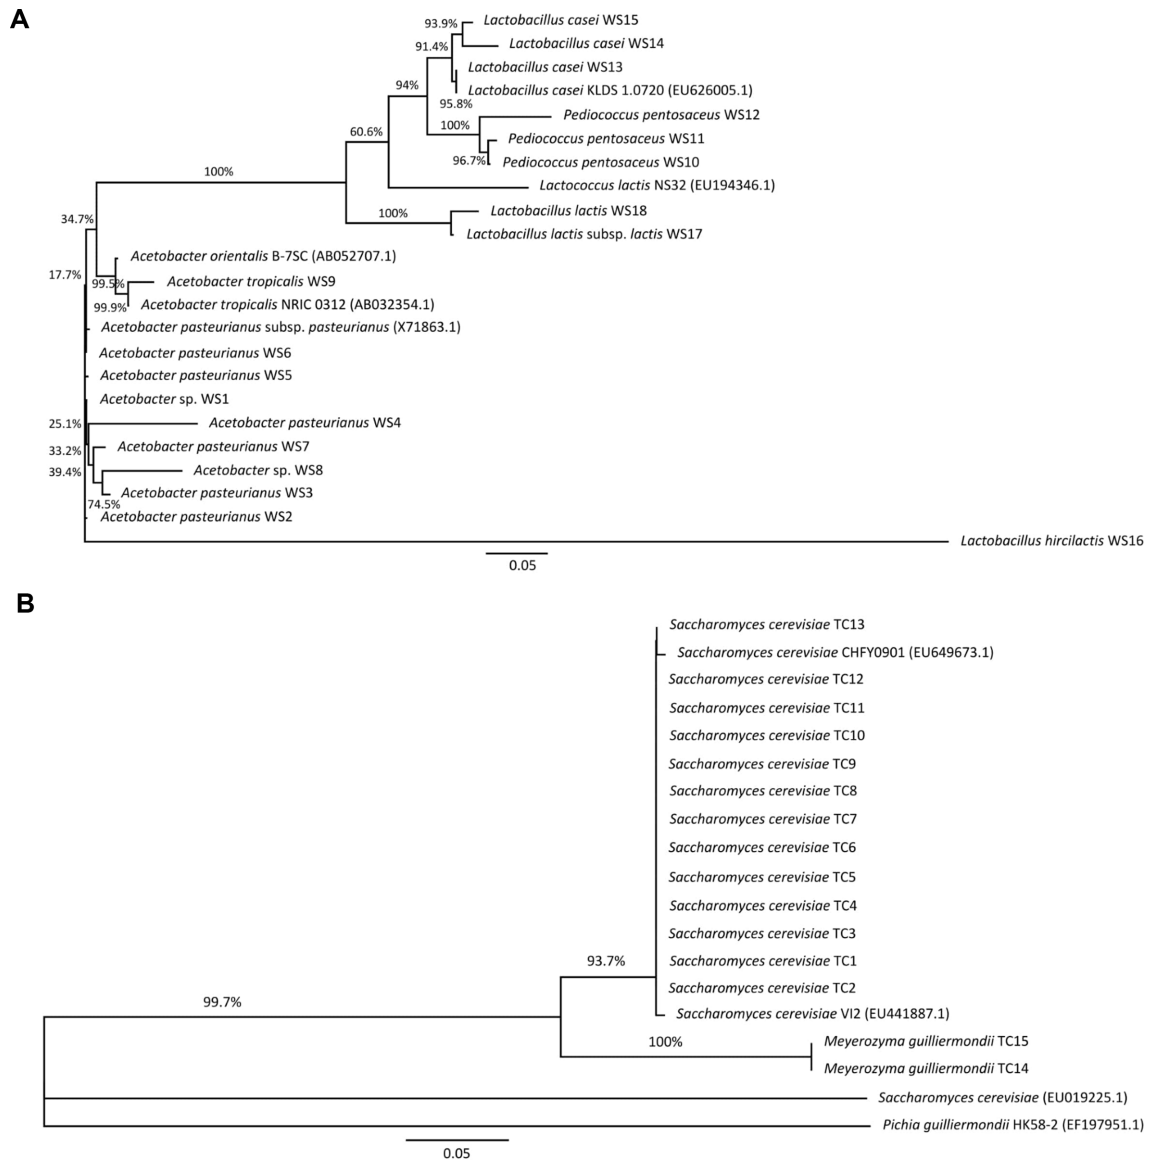 A
93.9%
Lactobacillus casei WS15
91.4%
Lactobacillus casei WS14
Lactobacillus casei WS13
94%
Lactobacillus casei KLDS 1.0720 (EU626005.1)
95.8%
Pediococcus pentosaceus WS12
100%
60.6%
Pediococcus pentosaceus WS11
96.7%
Pediococcus pentosaceus WS10
100%
Lactococcus lactis NS32 (EU194346.1)
100%
Lactobacillus lactis WS18
34.7%
Lactobacillus lactis subsp. lactis WS17
Acetobacter orientalis B-7SC (AB052707.1)
17.7%
99.5%
Acetobacter tropicalis WS9
99.9%
Acetobacter tropicalis NRIC 0312 (AB032354.1)
Acetobacter pasteurianus subsp. pasteurianus (X71863.1)
Acetobacter pasteurianus WS6
Acetobacter pasteurianus WS5
Acetobacter sp. WS1
25.1%
Acetobacter pasteurianus WS4
33.2%
Acetobacter pasteurianus WS7
39.4%
Acetobacter sp. WS8
Acetobacter pasteurianus WS3
74.5%
Acetobacter pasteurianus WS2
Lactobacillus hircilactis WS16
0.05
B
Saccharomyces cerevisiae TC13
Saccharomyces cerevisiae CHFY0901 (EU649673.1)
Saccharomyces cerevisiae TC12
Saccharomyces cerevisiae TC11
Saccharomyces cerevisiae TC10
Saccharomyces cerevisiae TC9
Saccharomyces cerevisiae TC8
Saccharomyces cerevisiae TC7
Saccharomyces cerevisiae TC6
Saccharomyces cerevisiae TC5
Saccharomyces cerevisiae TC4
Saccharomyces cerevisiae TC3
93.7%
Saccharomyces cerevisiae TC1
Saccharomyces cerevisiae TC2
99.7%
Saccharomyces cerevisiae VI2 (EU441887.1)
100%
Meyerozyma guilliermondii TC15
Meyerozyma guilliermondii TC14
Saccharomyces cerevisiae (EU019225.1)
Pichia guilliermondii HK58-2 (EF197951.1)
0.05